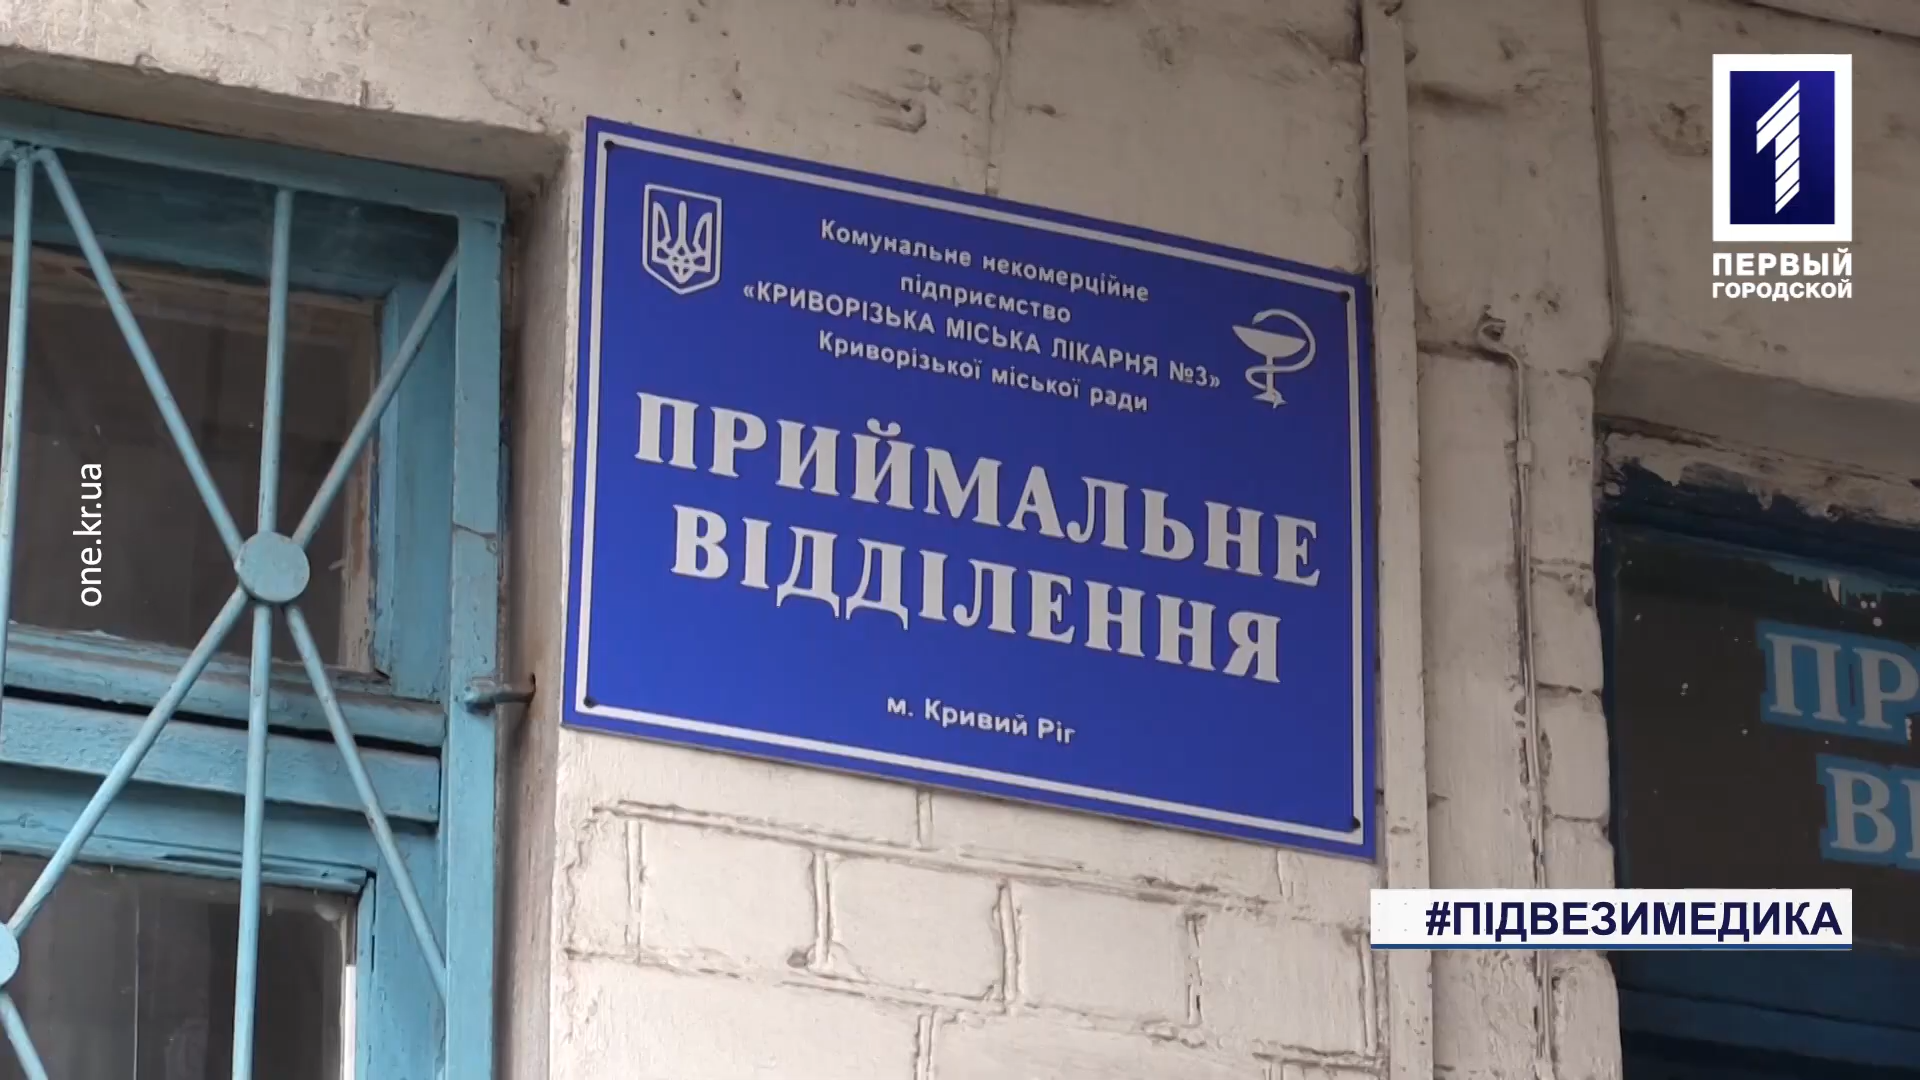 Комунальне некомерційне
підприємство
«КРИВОРІЗЬКА МІСЬКА ЛІКАРНЯ №3»
Криворізької міської ради
ПРИЙМАЛЬНЕ
ВІДДІЛЕННЯ
м. Кривий Ріг
one.kr.ua
1
ПЕРВЫЙ
ГОРОДСКОЙ
#ПІДВЕЗИМЕДИКА